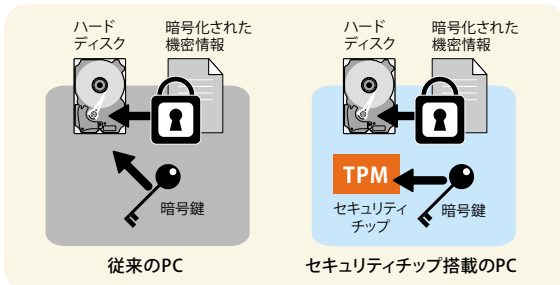 ハード
ディスク
暗号化された
機密情報
暗号鍵
従来のPC
ハード
ディスク
暗号化された
機密情報
TPM
セキュリティ
チップ
暗号鍵
セキュリティチップ搭載のPC